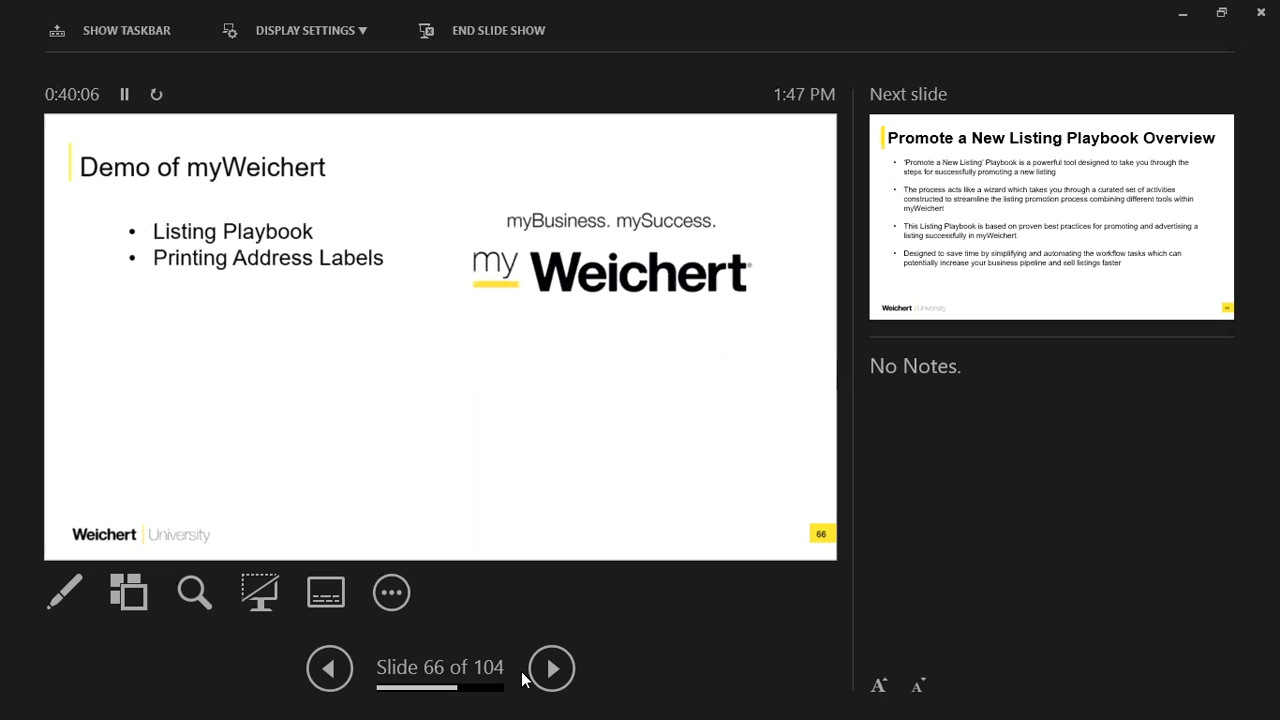 SHOW TASKBAR
DISPLAY SETTINGS ▼
END SLIDE SHOW
0:40:06
1:47 PM
Demo of myWeichert
• Listing Playbook
• Printing Address Labels
myBusiness. mySuccess.
my Weichert®
Weichert | University
66
Slide 66 of 104
Next slide
Promote a New Listing Playbook Overview
• 'Promote a New Listing' Playbook is a powerful tool designed to take you through the
steps for successfully promoting a new listing
• The process acts like a wizard which takes you through a curated set of activities
constructed to streamline the listing promotion process combining different tools within
myWeichert
• This Listing Playbook is based on proven best practices for promoting and advertising a
listing successfully in myWeichert.
• Designed to save time by simplifying and automating the workflow tasks which can
potentially increase your business pipeline and sell listings faster
Weichert | University
No Notes.
A A